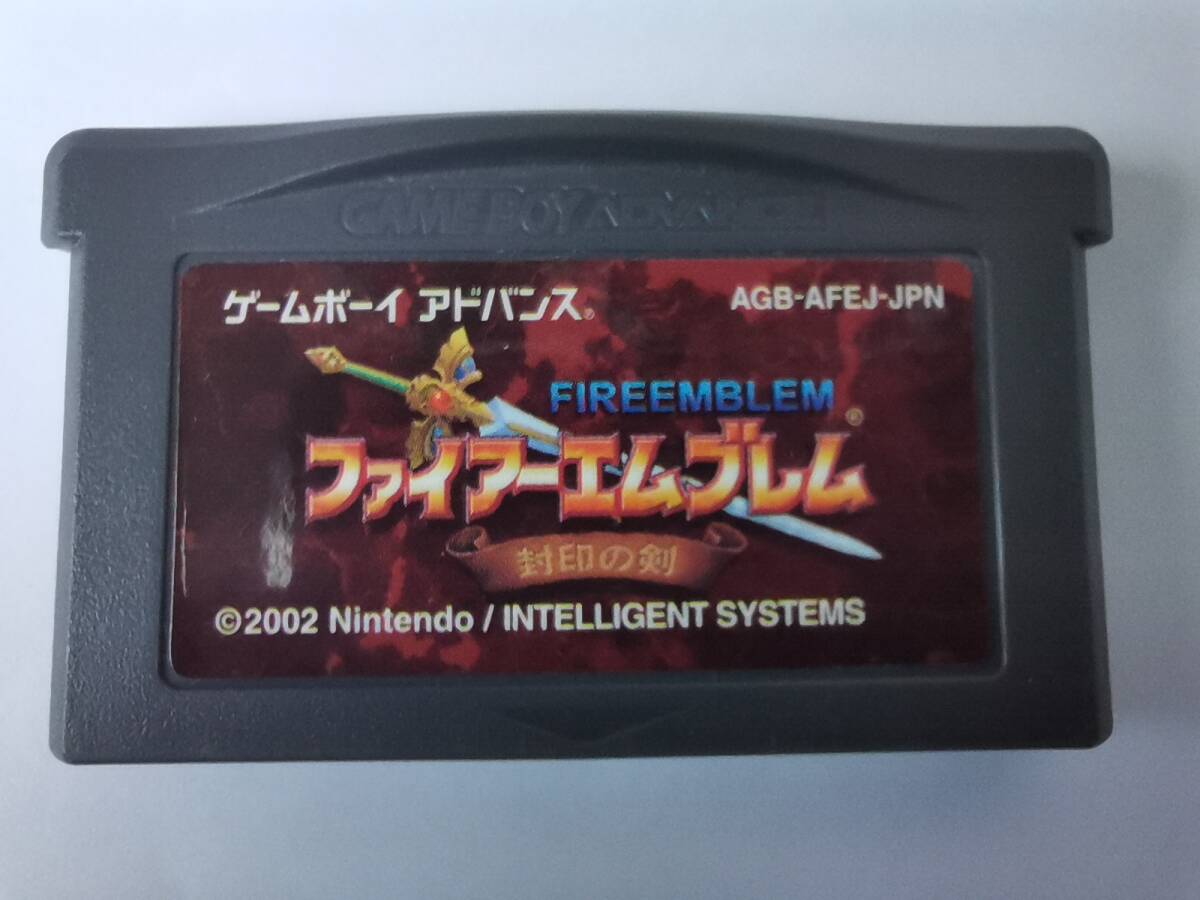 GAME BOY ADVANCE
ゲームボーイ アドバンス®
AGB-AFEJ-JPN
FIREEMBLEM
ファイアーエムブレム®
封印の剣
©2002 Nintendo / INTELLIGENT SYSTEMS